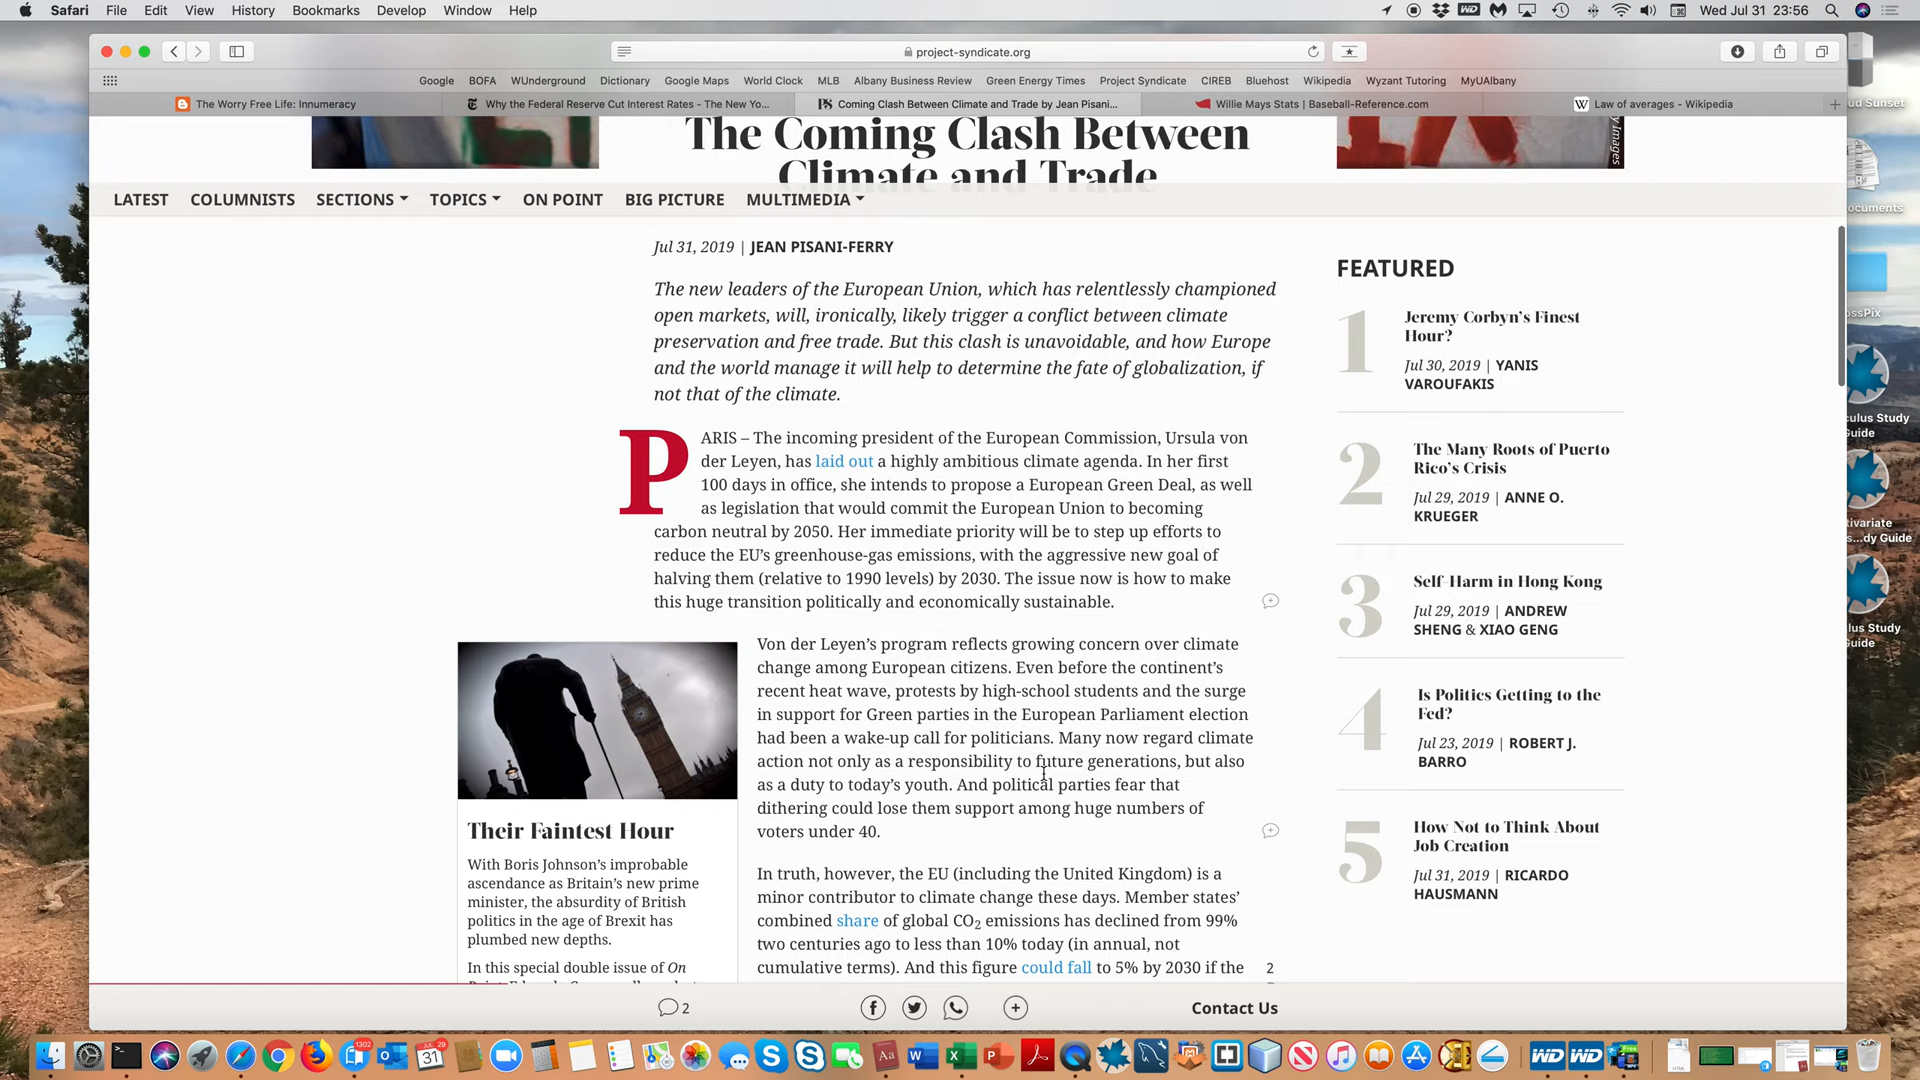 Safari File Edit View History Bookmarks Develop Window Help
Wed Jul 31 23:56
project-syndicate.org
Google BOFA WUnderground Dictionary Google Maps World Clock MLB Albany Business Review Green Energy Times Project Syndicate CIREB Bluehost Wikipedia Wyzant Tutoring MyUAlbany
The Worry Free Life: Innumeracy
Why the Federal Reserve Cut Interest Rates - The New Yo...
Coming Clash Between Climate and Trade by Jean Pisani...
Willie Mays Stats | Baseball-Reference.com
Law of averages - Wikipedia
The Coming Clash Between
Climate and Trade
y Images
LATEST COLUMNISTS SECTIONS TOPICS ON POINT BIG PICTURE MULTIMEDIA
Jul 31, 2019 | JEAN PISANI-FERRY
The new leaders of the European Union, which has relentlessly championed
open markets, will, ironically, likely trigger a conflict between climate
preservation and free trade. But this clash is unavoidable, and how Europe
and the world manage it will help to determine the fate of globalization, if
not that of the climate.
PARIS – The incoming president of the European Commission, Ursula von
der Leyen, has laid out a highly ambitious climate agenda. In her first
100 days in office, she intends to propose a European Green Deal, as well
as legislation that would commit the European Union to becoming
carbon neutral by 2050. Her immediate priority will be to step up efforts to
reduce the EU’s greenhouse-gas emissions, with the aggressive new goal of
halving them (relative to 1990 levels) by 2030. The issue now is how to make
this huge transition politically and economically sustainable.
Von der Leyen’s program reflects growing concern over climate
change among European citizens. Even before the continent’s
recent heat wave, protests by high-school students and the surge
in support for Green parties in the European Parliament election
had been a wake-up call for politicians. Many now regard climate
action not only as a responsibility to future generations, but also
as a duty to today’s youth. And political parties fear that
dithering could lose them support among huge numbers of
voters under 40.
In truth, however, the EU (including the United Kingdom) is a
minor contributor to climate change these days. Member states’
combined share of global CO2 emissions has declined from 99%
two centuries ago to less than 10% today (in annual, not
cumulative terms). And this figure could fall to 5% by 2030 if the
2
Their Faintest Hour
With Boris Johnson’s improbable
ascendance as Britain’s new prime
minister, the absurdity of British
politics in the age of Brexit has
plumbed new depths.
In this special double issue of On
FEATURED
1
Jeremy Corbyn’s Finest
Hour?
Jul 30, 2019 | YANIS
VAROUFAKIS
2
The Many Roots of Puerto
Rico’s Crisis
Jul 29, 2019 | ANNE O.
KRUEGER
3
Self-Harm in Hong Kong
Jul 29, 2019 | ANDREW
SHENG & XIAO GENG
4
Is Politics Getting to the
Fed?
Jul 23, 2019 | ROBERT J.
BARRO
5
How Not to Think About
Job Creation
Jul 31, 2019 | RICARDO
HAUSMANN
2
Contact Us
ud Sunset
ocuments
ossPix
culus Study
Guide
tivariate
s...dy Guide
lus Study
Guide
1302
JUL 29
31
WD WD